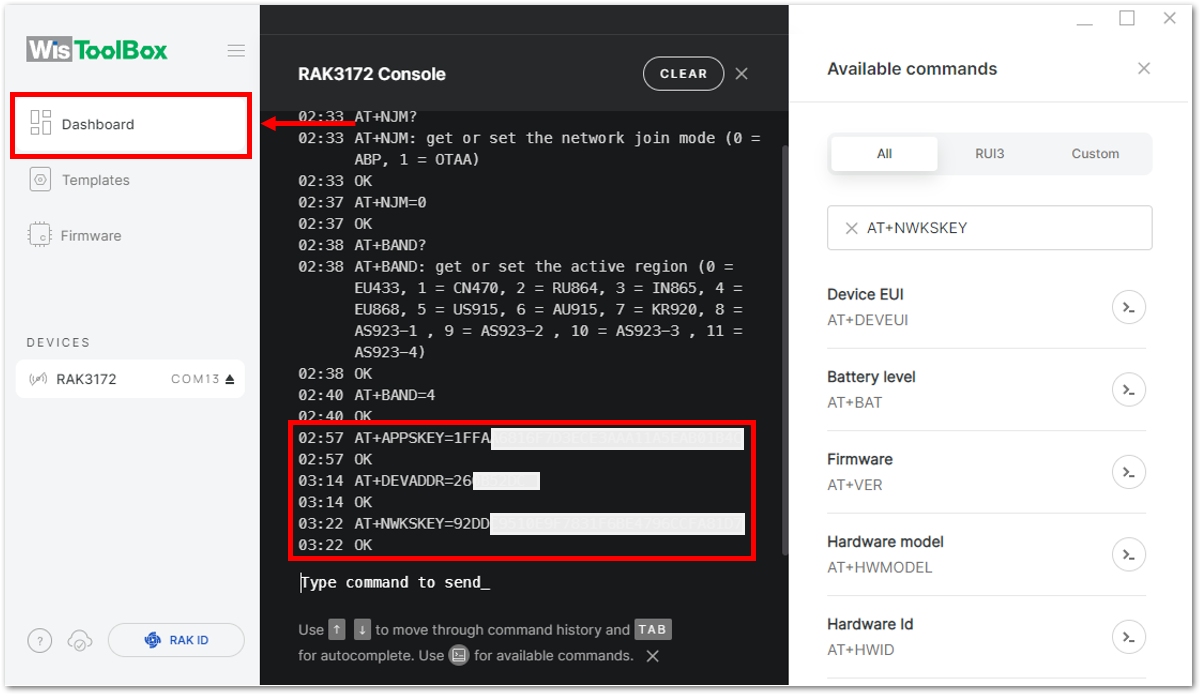 WisToolBox
Dashboard
Templates
Firmware
DEVICES
RAK3172 COM13
? RAK ID
RAK3172 Console
CLEAR
02:33 AT+NJM?
02:33 AT+NJM: get or set the network join mode (0 =
ABP, 1 = OTAA)
02:33 OK
02:37 AT+NJM=0
02:37 OK
02:38 AT+BAND?
02:38 AT+BAND: get or set the active region (0 =
EU433, 1 = CN470, 2 = RU864, 3 = IN865, 4 =
EU868, 5 = US915, 6 = AU915, 7 = KR920, 8 =
AS923-1 , 9 = AS923-2 , 10 = AS923-3 , 11 =
AS923-4)
02:38 OK
02:40 AT+BAND=4
02:40 OK
02:57 AT+APPSKEY=1FFA
02:57 OK
03:14 AT+DEVADDR=26
03:14 OK
03:22 AT+NWKSKEY=92DD
03:22 OK
Type command to send_
Use ↑ ↓ to move through command history and TAB
for autocomplete. Use for available commands.
Available commands
All RUI3 Custom
AT+NWKSKEY
Device EUI
AT+DEVEUI
Battery level
AT+BAT
Firmware
AT+VER
Hardware model
AT+HWMODEL
Hardware Id
AT+HWID